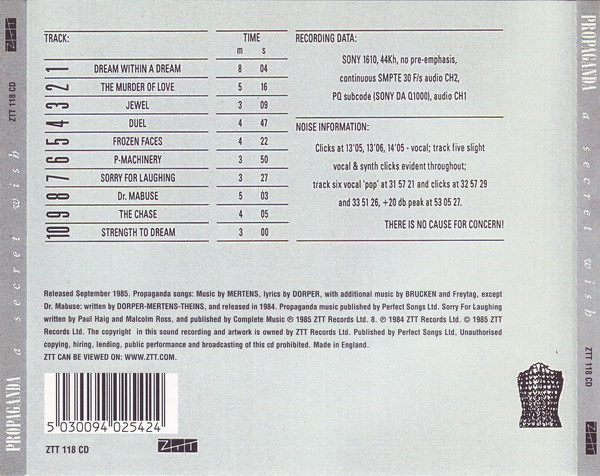 TRACK:
TIME
m s
1 DREAM WITHIN A DREAM 8 04
2 THE MURDER OF LOVE 5 16
3 JEWEL 3 09
4 DUEL 4 47
5 FROZEN FACES 4 22
6 P-MACHINERY 3 50
7 SORRY FOR LAUGHING 3 27
8 Dr. MABUSE 5 03
9 THE CHASE 4 05
10 STRENGTH TO DREAM 3 00
RECORDING DATA:
SONY 1610, 44Kh, no pre-emphasis,
continuous SMPTE 30 F/s audio CH2,
PQ subcode (SONY DA Q1000), audio CH1
NOISE INFORMATION:
Clicks at 13'05, 13'06, 14'05 - vocal; track five slight
vocal & synth clicks evident throughout;
track six vocal 'pop' at 31 57 21 and clicks at 32 57 29
and 33 51 26, +20 db peak at 53 05 27.
THERE IS NO CAUSE FOR CONCERN!
Released September 1985. Propaganda songs: Music by MERTENS, lyrics by DORPER, with additional music by BRUCKEN and Freytag, except
Dr. Mabuse: written by DORPER-MERTENS-THEINS, and released in 1984. Propaganda music published by Perfect Songs Ltd. Sorry For Laughing
written by Paul Haig and Malcolm Ross, and published by Complete Music ℗ 1985 ZTT Records Ltd. 8. ℗ 1984 ZTT Records Ltd. © 1985 ZTT
Records Ltd. The copyright in this sound recording and artwork is owned by ZTT Records Ltd. Published by Perfect Songs Ltd, Unauthorised
copying, hiring, lending, public performance and broadcasting of this cd prohibited. Made in England.
ZTT CAN BE VIEWED ON: WWW.ZTT.COM.
5 030094 025424
ZTT 118 CD
ZTT
PROPAGANDA a secret wish ZTT 118 CD ZTT
PROPAGANDA a secret wish ZTT 118 CD ZTT